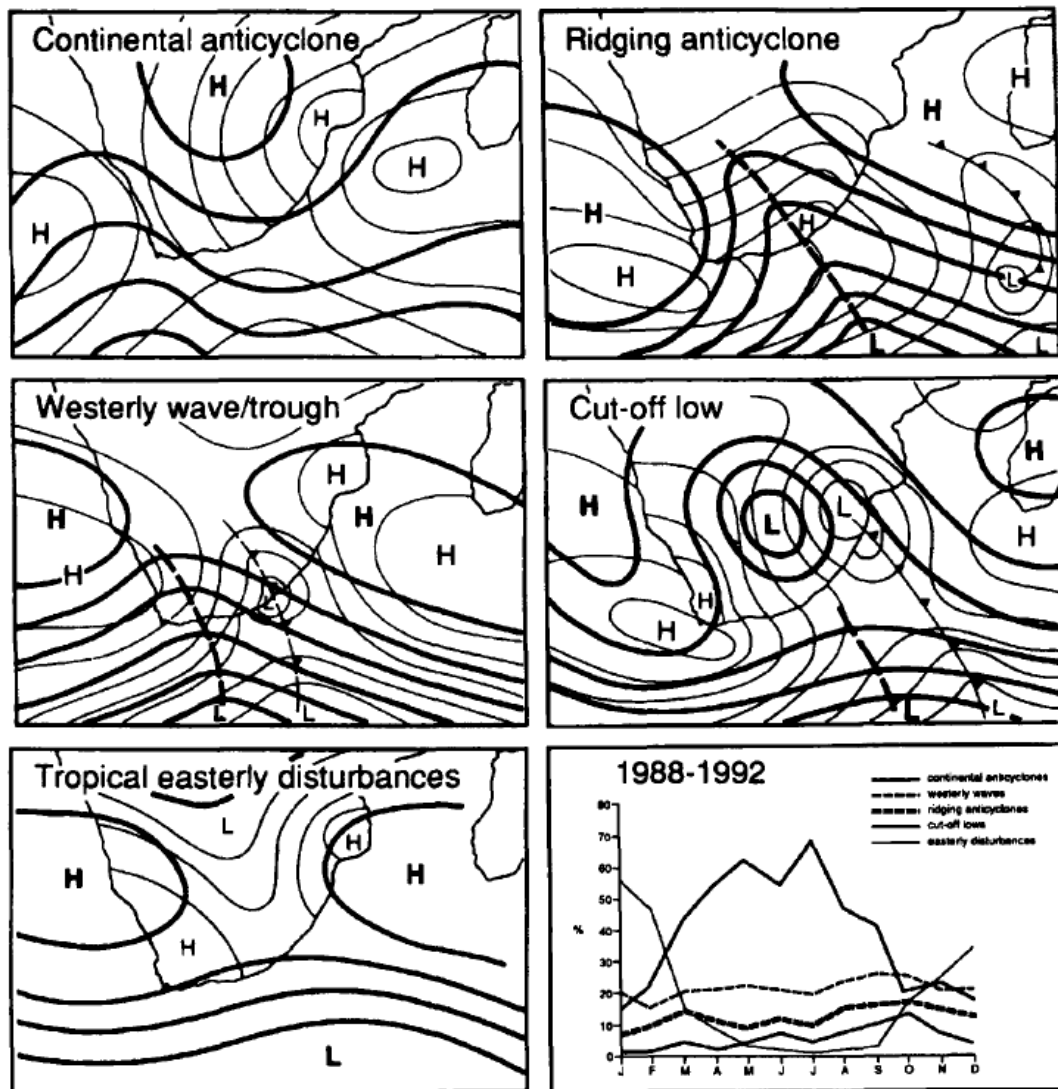 Continental anticyclone
H
H
H
H
Ridging anticyclone
H
H
H
H
H
L
L
L
Westerly wave/trough
H
H
H
H
H
L
L
L
Cut-off low
H
H
L
L
H
H
H
L
L
Tropical easterly disturbances
L
H
H
H
H
L
1988-1992
continental anticyclones
westerly waves
ridging anticyclones
cut-off lows
easterly disturbances
80
70
60
50
%
40
30
20
10
0
J F M A M J J A S O N D